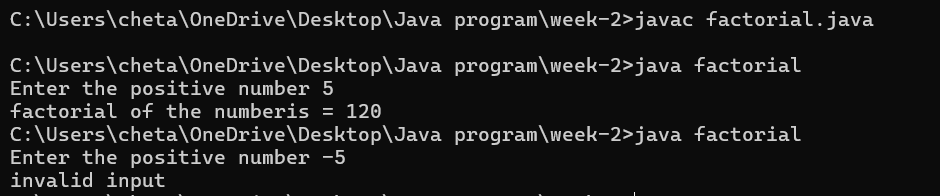 C:\Users\cheta\OneDrive\Desktop\Java program\week-2>javac factorial.java
C:\Users\cheta\OneDrive\Desktop\Java program\week-2>java factorial
Enter the positive number 5
factorial of the numberis = 120
C:\Users\cheta\OneDrive\Desktop\Java program\week-2>java factorial
Enter the positive number -5
invalid input